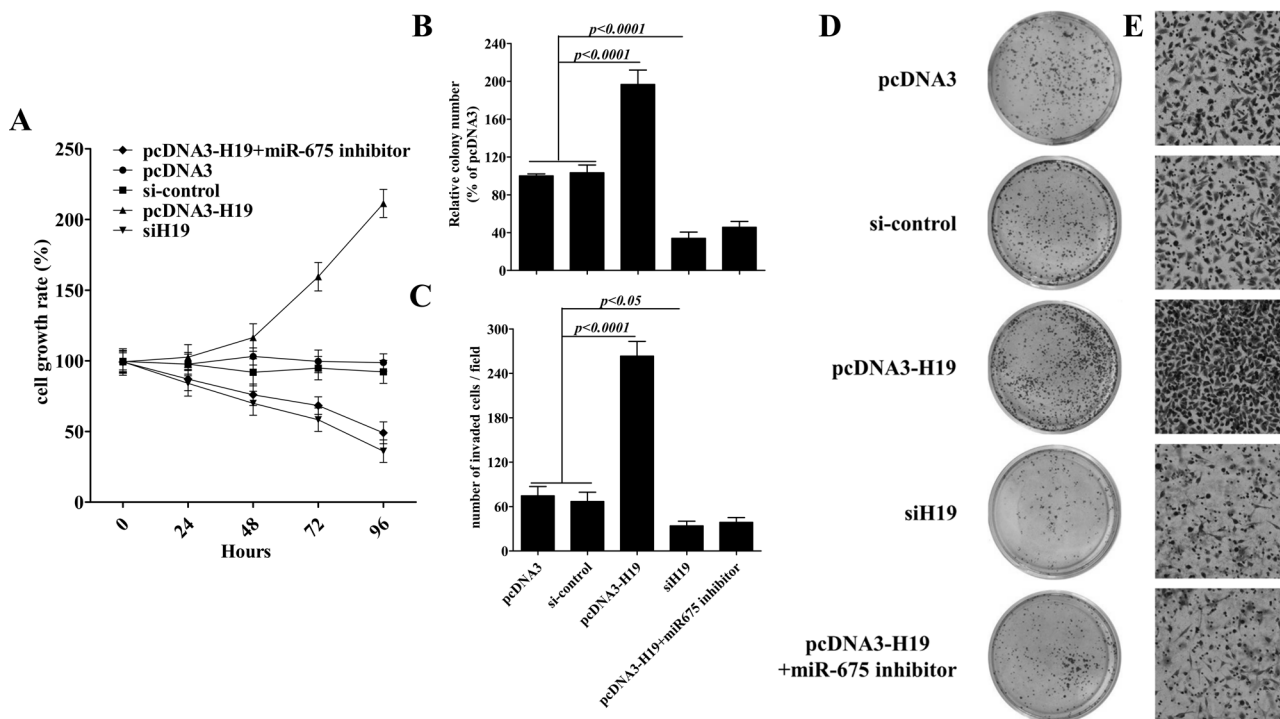 A
250
200
150
100
50
0
cell growth rate (%)
pcDNA3-H19+miR-675 inhibitor
pcDNA3
si-control
pcDNA3-H19
siH19
0
24
48
72
96
Hours
B
Relative colony number
(% of pcDNA3)
240
200
160
120
80
40
0
p<0.0001
p<0.0001
C
number of invaded cells / field
300
240
180
120
60
0
p<0.05
p<0.0001
pcDNA3
si-control
pcDNA3-H19
siH19
pcDNA3-H19+miR675 inhibitor
D
pcDNA3
si-control
pcDNA3-H19
siH19
pcDNA3-H19
+miR-675 inhibitor
E